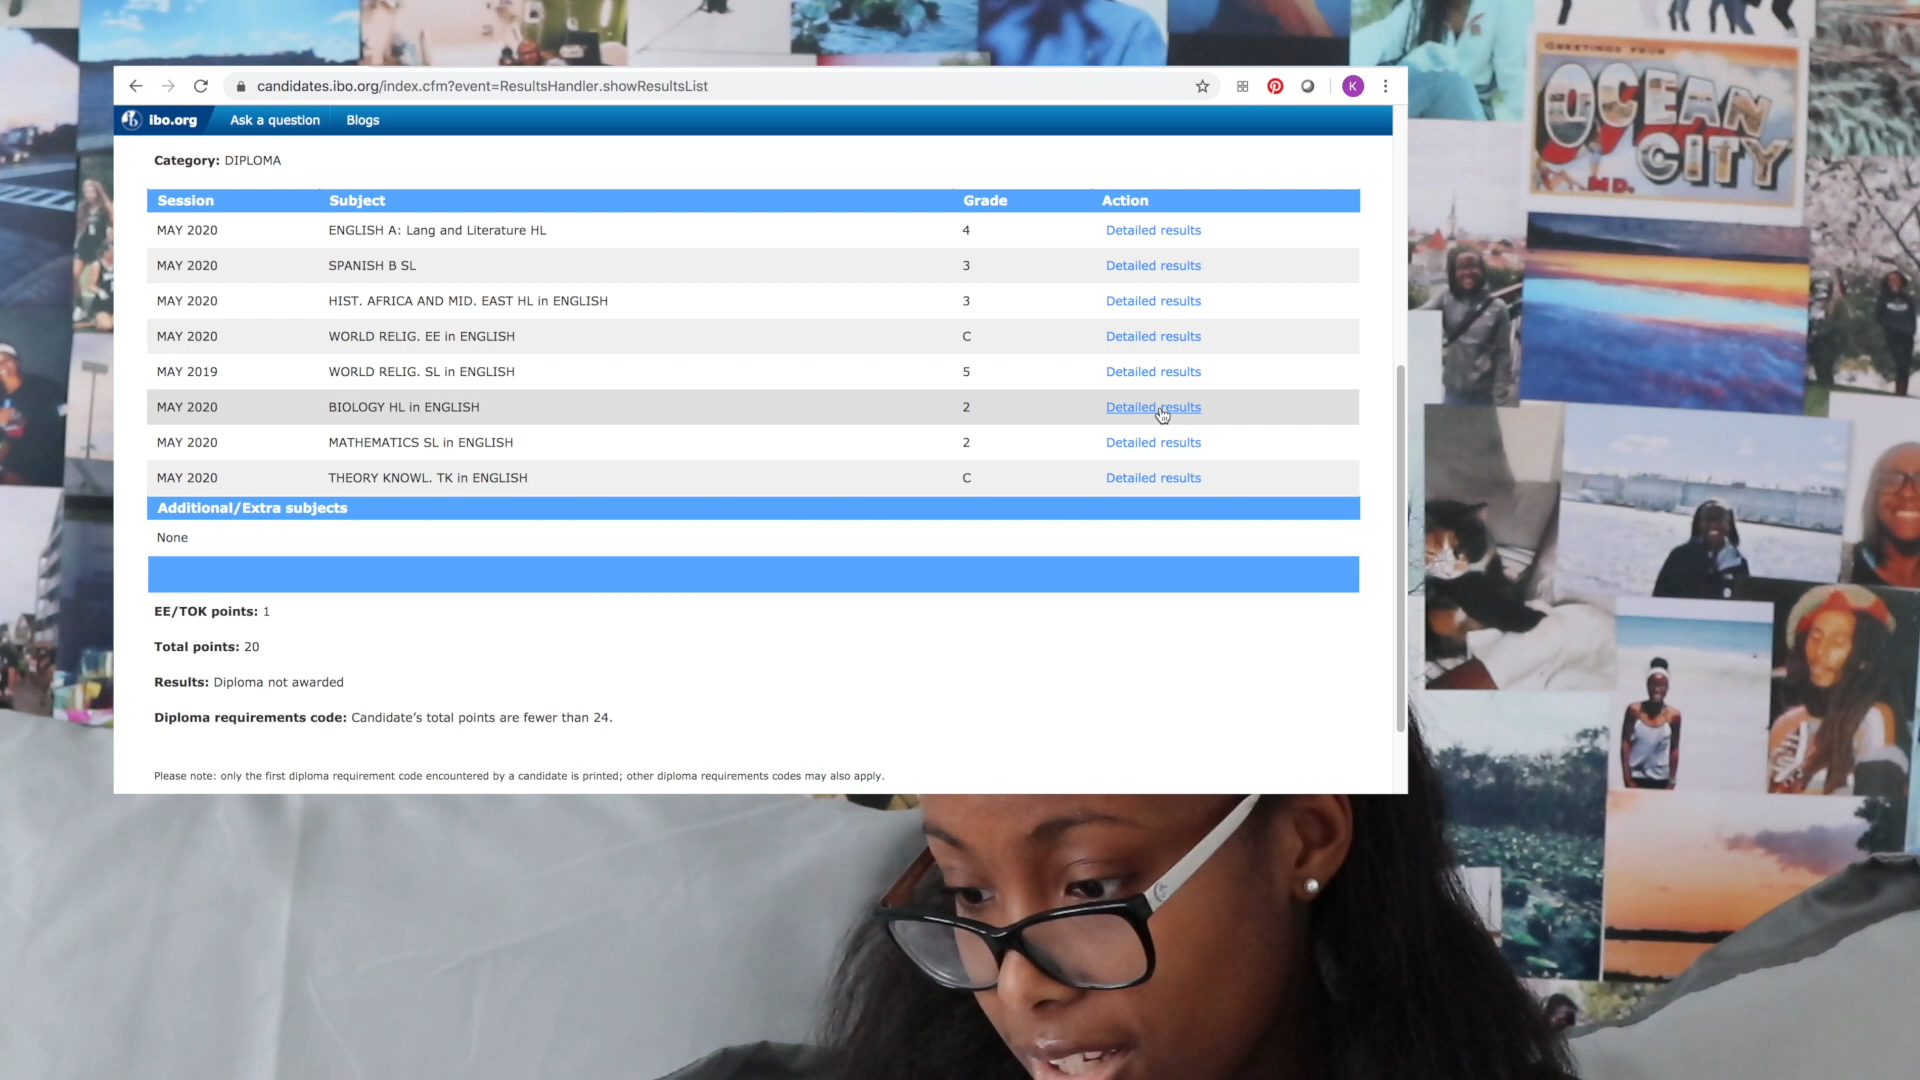 candidates.ibo.org/index.cfm?event=ResultsHandler.showResultsList
K
ibo.org Ask a question Blogs
Category: DIPLOMA
Session Subject Grade Action
MAY 2020 ENGLISH A: Lang and Literature HL 4 Detailed results
MAY 2020 SPANISH B SL 3 Detailed results
MAY 2020 HIST. AFRICA AND MID. EAST HL in ENGLISH 3 Detailed results
MAY 2020 WORLD RELIG. EE in ENGLISH C Detailed results
MAY 2019 WORLD RELIG. SL in ENGLISH 5 Detailed results
MAY 2020 BIOLOGY HL in ENGLISH 2 Detailed results
MAY 2020 MATHEMATICS SL in ENGLISH 2 Detailed results
MAY 2020 THEORY KNOWL. TK in ENGLISH C Detailed results
Additional/Extra subjects
None
EE/TOK points: 1
Total points: 20
Results: Diploma not awarded
Diploma requirements code: Candidate’s total points are fewer than 24.
Please note: only the first diploma requirement code encountered by a candidate is printed; other diploma requirements codes may also apply.
GREETINGS FROM
OCEAN
CITY
MD.